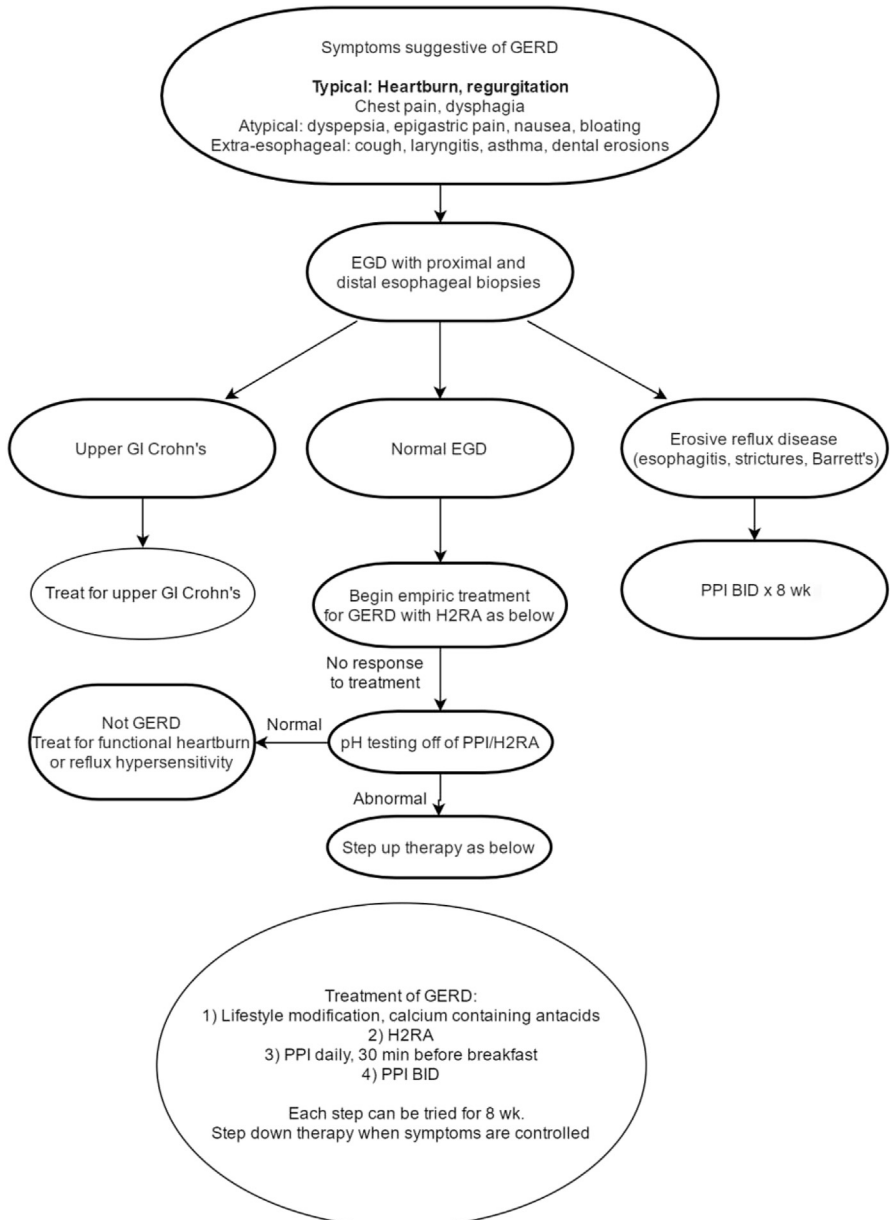 Symptoms suggestive of GERD
Typical: Heartburn, regurgitation
Chest pain, dysphagia
Atypical: dyspepsia, epigastric pain, nausea, bloating
Extra-esophageal: cough, laryngitis, asthma, dental erosions
EGD with proximal and
distal esophageal biopsies
Upper GI Crohn's
Normal EGD
Erosive reflux disease
(esophagitis, strictures, Barrett's)
Treat for upper GI Crohn's
Begin empiric treatment
for GERD with H2RA as below
PPI BID x 8 wk
No response
to treatment
Not GERD
Treat for functional heartburn
or reflux hypersensitivity
Normal
pH testing off of PPI/H2RA
Abnormal
Step up therapy as below
Treatment of GERD:
1) Lifestyle modification, calcium containing antacids
2) H2RA
3) PPI daily, 30 min before breakfast
4) PPI BID
Each step can be tried for 8 wk.
Step down therapy when symptoms are controlled